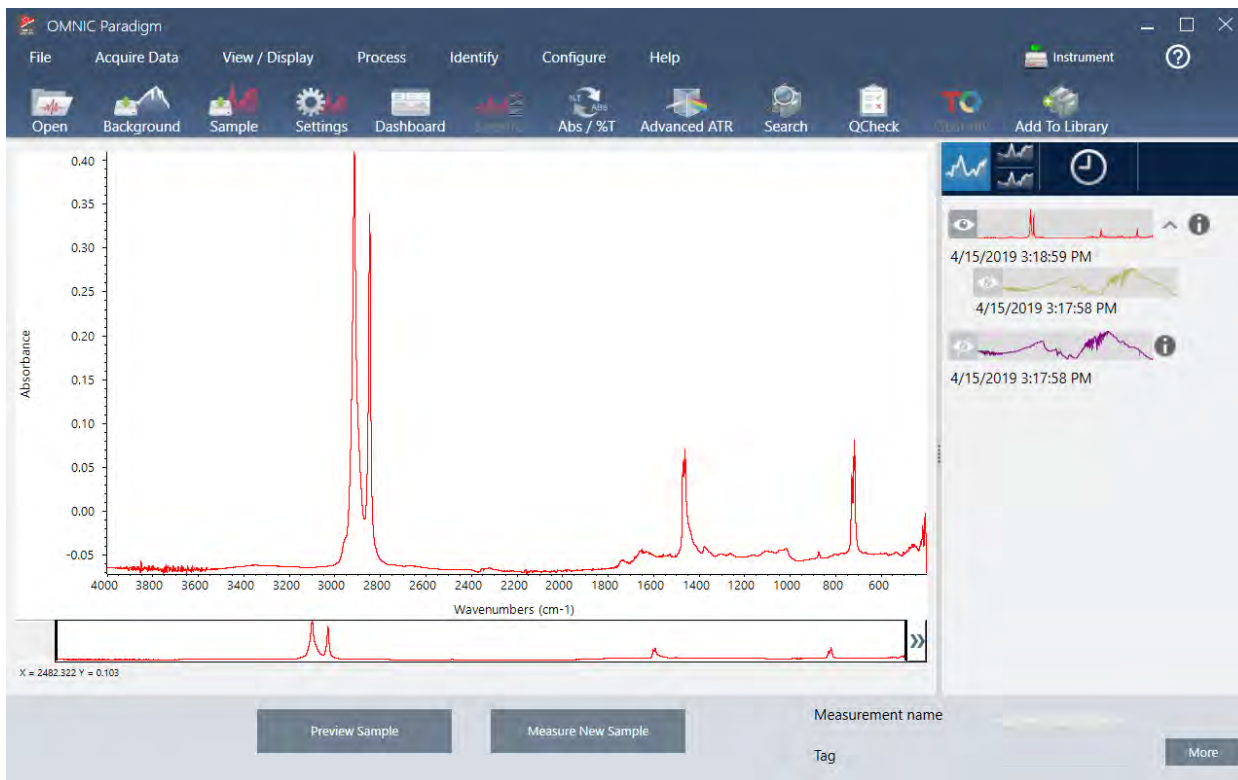 OMNIC Paradigm
File Acquire Data View / Display Process Identify Configure Help Instrument
%T ABS
Open Background Sample Settings Dashboard Abs / %T Advanced ATR Search QCheck Add To Library
0.40
0.35
0.30
0.25
0.20
0.15
0.10
0.05
0.00
-0.05
Absorbance
4000 3800 3600 3400 3200 3000 2800 2600 2400 2200 2000 1800 1600 1400 1200 1000 800 600
Wavenumbers (cm-1)
X = 2482.322 Y = 0.103
4/15/2019 3:18:59 PM
4/15/2019 3:17:58 PM
4/15/2019 3:17:58 PM
Preview Sample
Measure New Sample
Measurement name
Tag
More